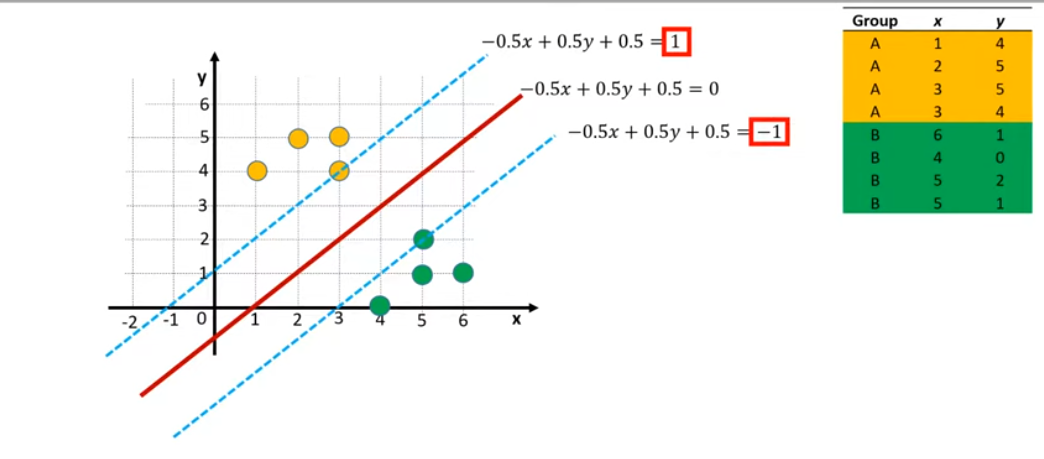 −0.5x + 0.5y + 0.5 = 1
−0.5x + 0.5y + 0.5 = 0
−0.5x + 0.5y + 0.5 = −1
y
6
5
4
3
2
1
-2 -1 0 1 2 3 4 5 6 x
Group x y
A 1 4
A 2 5
A 3 5
A 3 4
B 6 1
B 4 0
B 5 2
B 5 1